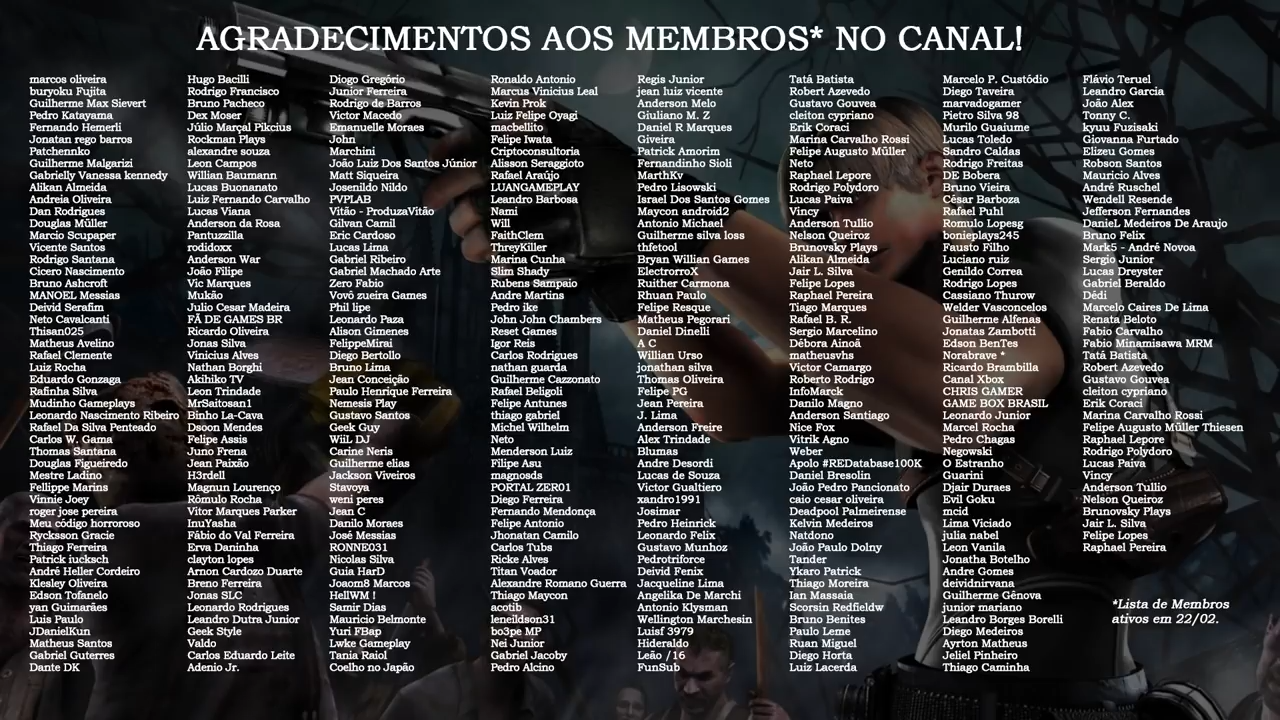 AGRADECIMENTOS AOS MEMBROS* NO CANAL!
marcos oliveira
buryoku Fujita
Guilherme Max Sievert
Pedro Katayama
Fernando Hemerli
Jonatan rego barros
Patchennko
Guilherme Malgarizi
Gabrielly Vanessa kennedy
Alikan Almeida
Andreia Oliveira
Dan Rodrigues
Douglas Müller
Marcio Scupaper
Vicente Santos
Rodrigo Santana
Cicero Nascimento
Bruno Ashcroft
MANOEL Messias
Deivid Serafim
Neto Cavalcanti
Thisan025
Matheus Avelino
Rafael Clemente
Luiz Rocha
Eduardo Gonzaga
Rafinha Silva
Mudinho Gameplays
Leonardo Nascimento Ribeiro
Rafael Da Silva Penteado
Carlos W. Gama
Thomas Santana
Douglas Figueiredo
Mestre Ladino
Fellippe Marins
Vinnie Joey
roger jose pereira
Meu código horroroso
Rycksson Gracie
Thiago Ferreira
Patrick iucksch
André Heller Cordeiro
Klesley Oliveira
Edson Tofanelo
yan Guimarães
Luis Paulo
JDanielKun
Matheus Santos
Gabriel Guterres
Dante DK
Hugo Bacilli
Rodrigo Francisco
Bruno Pacheco
Dex Moser
Júlio Marçal Pikcius
Rockman Plays
alexandre souza
Leon Campos
Willian Baumann
Lucas Buonanato
Luiz Fernando Carvalho
Lucas Viana
Anderson da Rosa
Pantuzzilla
rodidoxx
Anderson War
João Filipe
Vic Marques
Mukão
Julio Cesar Madeira
FÃ DE GAMES BR
Ricardo Oliveira
Jonas Silva
Vinicius Alves
Nathan Borghi
Akihiko TV
Leon Trindade
MrSaitosan1
Binho La-Cava
Dsoon Mendes
Felipe Assis
Juno Frena
Jean Paixão
H3rdell
Magnun Lourenço
Rômulo Rocha
Vitor Marques Parker
InuYasha
Fábio do Val Ferreira
Erva Daninha
clayton lopes
Arnon Cardozo Duarte
Breno Ferreira
Jonas SLC
Leonardo Rodrigues
Leandro Dutra Junior
Geek Style
Valdo
Carlos Eduardo Leite
Adenio Jr.
Diogo Gregório
Junior Ferreira
Rodrigo de Barros
Victor Macedo
Emanuelle Moraes
John
Marchini
João Luiz Dos Santos Júnior
Matt Siqueira
Josenildo Nildo
PVPLAB
Vitão - ProduzaVitão
Gilvan Camil
Eric Cardoso
Lucas Lima
Gabriel Ribeiro
Gabriel Machado Arte
Zero Fabio
Vovô zueira Games
Phil lipe
Leonardo Paza
Alison Gimenes
FelippeMirai
Diego Bertollo
Bruno Lima
Jean Conceição
Paulo Henrique Ferreira
Nemesis Play
Gustavo Santos
Geek Guy
WiiL DJ
Carine Neris
Guilherme elias
Jackson Viveiros
Stavoya
weni peres
Jean C
Danilo Moraes
José Messias
RONNE031
Nicolas Silva
Guia HarD
Joaom8 Marcos
HellWM !
Samir Dias
Mauricio Belmonte
Yuri FBap
Lwke Gameplay
Tania Raiol
Coelho no Japão
Ronaldo Antonio
Marcus Vinicius Leal
Kevin Prok
Luiz Felipe Oyagi
macbellito
Felipe Iwata
Criptoconsultoria
Alisson Seraggioto
Rafael Araújo
LUANGAMEPLAY
Leandro Barbosa
Nami
Will
FaithClem
ThreyKiller
Marina Cunha
Slim Shady
Rubens Sampaio
Andre Martins
Pedro ike
John John Chambers
Reset Games
Igor Reis
Carlos Rodrigues
nathan guarda
Guilherme Cazzonato
Rafael Beligoli
Felipe Antunes
thiago gabriel
Michel Wilhelm
Neto
Menderson Luiz
Filipe Asu
magnosds
PORTAL ZERO1
Diego Ferreira
Fernando Mendonça
Felipe Antonio
Jhonatan Camilo
Carlos Tubs
Ricke Alves
Titan Voador
Alexandre Romano Guerra
Thiago Maycon
acotib
leneildson31
bo3pe MP
Nei Junior
Gabriel Jacoby
Pedro Alcino
Regis Junior
jean luiz vicente
Anderson Melo
Giuliano M. Z
Daniel R Marques
Giveira
Patrick Amorim
Fernandinho Sioli
MarthKv
Pedro Lisowski
Israel Dos Santos Gomes
Maycon android2
Antonio Michael
Guilherme silva loss
thfetool
Bryan Willian Games
ElectrorroX
Ruither Carmona
Rhuan Paulo
Felipe Resque
Matheus Pegorari
Daniel Dinelli
A C
Willian Urso
jonathan silva
Thomas Oliveira
Felipe PG
Jean Pereira
J. Lima
Anderson Freire
Alex Trindade
Blumas
Andre Desordi
Lucas de Souza
Victor Gualtiero
xandro1991
Josimar
Pedro Heinrick
Leonardo Felix
Gustavo Munhoz
Pedrotriforce
Deivid Fenix
Jacqueline Lima
Angelika De Marchi
Antonio Klysman
Wellington Marchesin
Luisf 3979
Hideraldo
Leão /16
FunSub
Tatá Batista
Robert Azevedo
Gustavo Gouvea
cleiton cypriano
Erik Coraci
Marina Carvalho Rossi
Felipe Augusto Müller
Neto
Raphael Lepore
Rodrigo Polydoro
Lucas Paiva
Vincy
Anderson Tullio
Nelson Queiroz
Brunovsky Plays
Alikan Almeida
Jair L. Silva
Felipe Lopes
Raphael Pereira
Tiago Marques
Rafael B. R.
Sergio Marcelino
Débora Ainoã
matheusvhs
Victor Camargo
Roberto Rodrigo
InfoMarck
Danilo Magno
Anderson Santiago
Nice Fox
Vitrik Agno
Weber
Apolo #REDatabase100K
Daniel Bresolin
João Pedro Pancionato
caio cesar oliveira
Deadpool Palmeirense
Kelvin Medeiros
Natdono
João Paulo Dolny
Tander
Ykaro Patrick
Thiago Moreira
Ian Massaia
Scorsin Redfieldw
Bruno Benites
Paulo Leme
Ruan Miguel
Diego Horta
Luiz Lacerda
Marcelo P. Custódio
Diego Taveira
marvadogamer
Pietro Silva 98
Murilo Guaiume
Lucas Toledo
Sandro Caldas
Rodrigo Freitas
DE Bobera
Bruno Vieira
César Barboza
Rafael Puhl
Romulo Lopesg
bonieplays245
Fausto Filho
Luciano ruiz
Genildo Correa
Rodrigo Lopes
Cassiano Thurow
Welder Vasconcelos
Guilherme Alfenas
Jonatas Zambotti
Edson BenTes
Norabrave *
Ricardo Brambilla
Canal Xbox
CHRIS GAMER
GAME BOX BRASIL
Leonardo Junior
Marcel Rocha
Pedro Chagas
Negowski
O Estranho
Guarini
Djair Duraes
Evil Goku
mcid
Lima Viciado
julia nabel
Leon Vanila
Jonatha Botelho
Andre Gomes
deividnirvana
Guilherme Gênova
junior mariano
Leandro Borges Borelli
Diego Medeiros
Ayrton Matheus
Jeliel Pinheiro
Thiago Caminha
Flávio Teruel
Leandro Garcia
João Alex
Tonny C.
kyuu Fuzisaki
Giovanna Furtado
Elizeu Gomes
Robson Santos
Mauricio Alves
André Ruschel
Wendell Resende
Jefferson Fernandes
DanieL Medeiros De Araujo
Bruno Felix
Mark5 - André Novoa
Sergio Junior
Lucas Dreyster
Gabriel Beraldo
Dédi
Marcelo Caires De Lima
Renata Beloto
Fabio Carvalho
Fabio Minamisawa MRM
Tatá Batista
Robert Azevedo
Gustavo Gouvea
cleiton cypriano
Erik Coraci
Marina Carvalho Rossi
Felipe Augusto Müller Thiesen
Raphael Lepore
Rodrigo Polydoro
Lucas Paiva
Vincy
Anderson Tullio
Nelson Queiroz
Brunovsky Plays
Jair L. Silva
Felipe Lopes
Raphael Pereira
*Lista de Membros
ativos em 22/02.